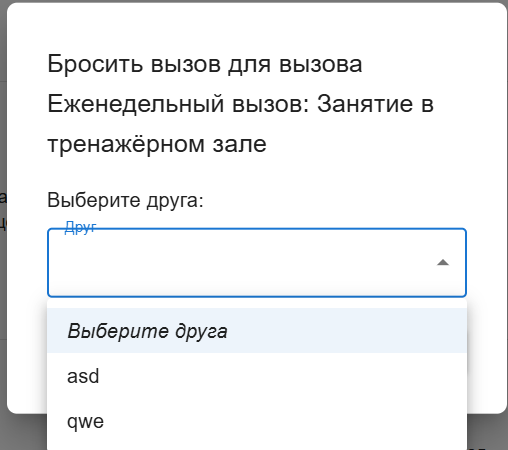 Бросить вызов для вызова
Еженедельный вызов: Занятие в
тренажёрном зале
Выберите друга:
Друг
Выберите друга
asd
qwe